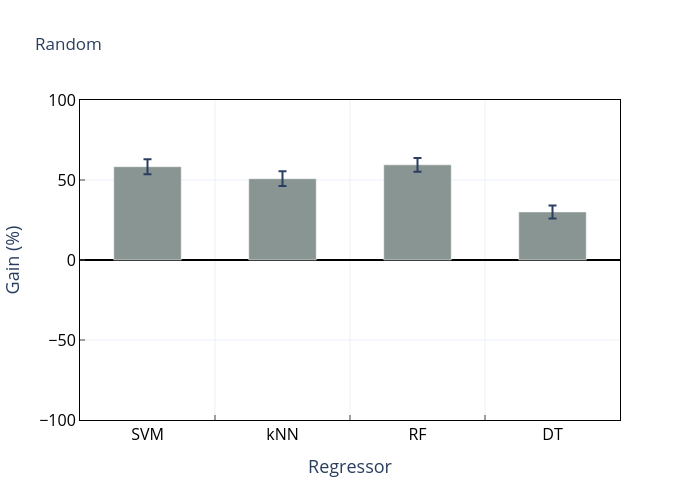 Random
Gain (%)
100
50
0
−50
−100
SVM kNN RF DT
Regressor